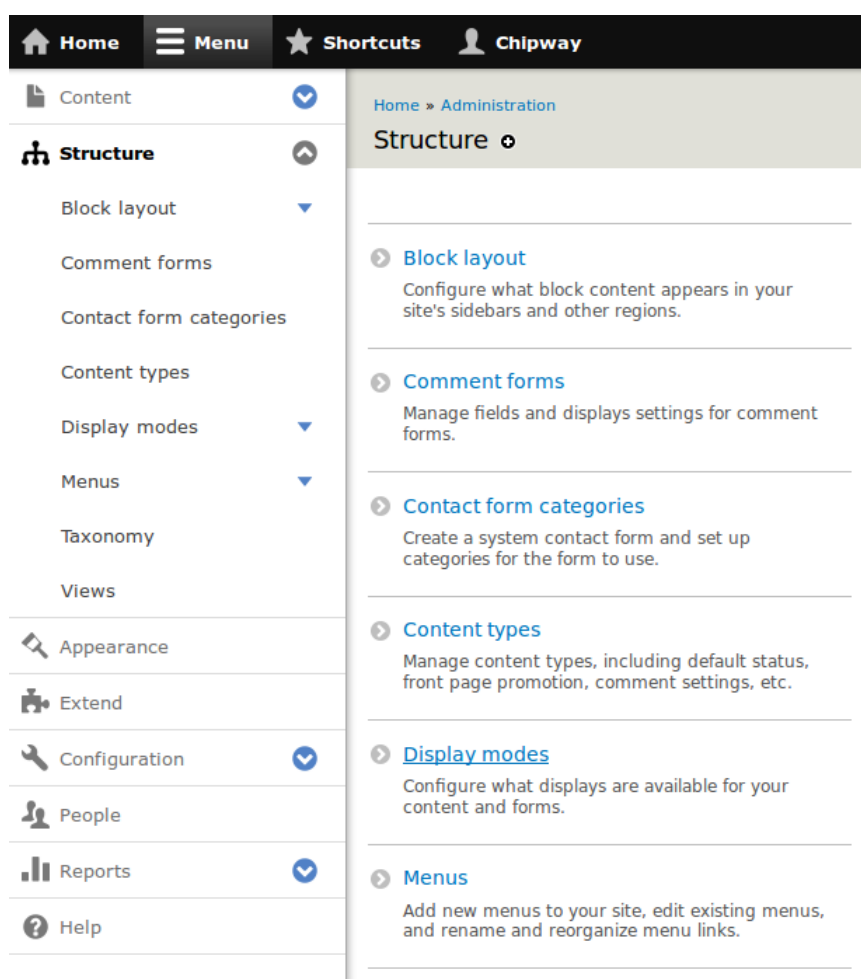 Home Menu Shortcuts Chipway
Content
Structure
Block layout
Comment forms
Contact form categories
Content types
Display modes
Menus
Taxonomy
Views
Appearance
Extend
Configuration
People
Reports
Help
Home » Administration
Structure
Block layout
Configure what block content appears in your
site's sidebars and other regions.
Comment forms
Manage fields and displays settings for comment
forms.
Contact form categories
Create a system contact form and set up
categories for the form to use.
Content types
Manage content types, including default status,
front page promotion, comment settings, etc.
Display modes
Configure what displays are available for your
content and forms.
Menus
Add new menus to your site, edit existing menus,
and rename and reorganize menu links.